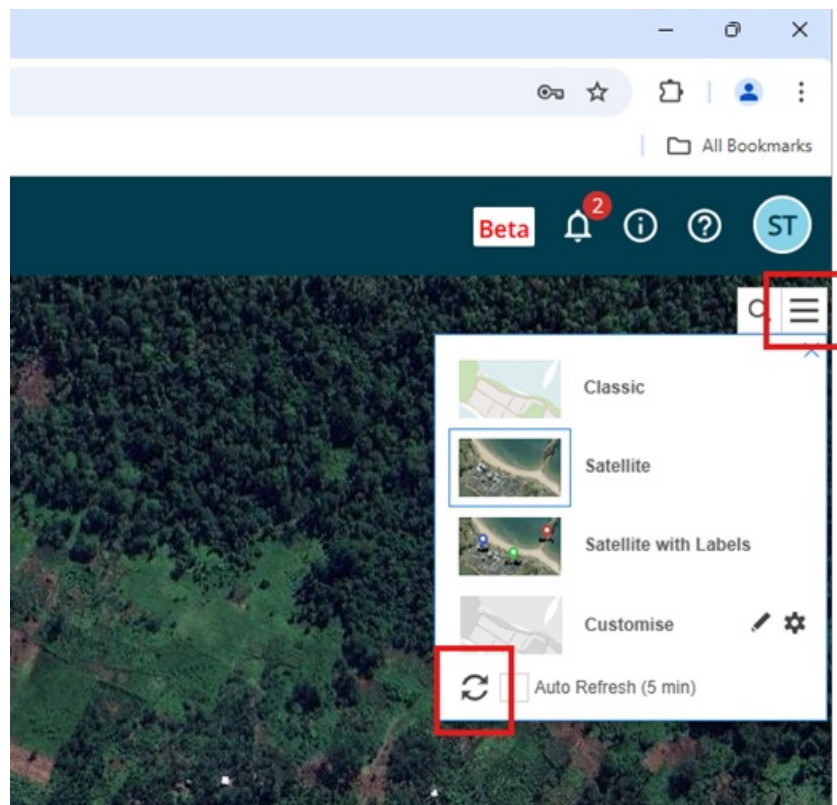 All Bookmarks
Beta
2
ST
Classic
Satellite
Satellite with Labels
Customise
Auto Refresh (5 min)